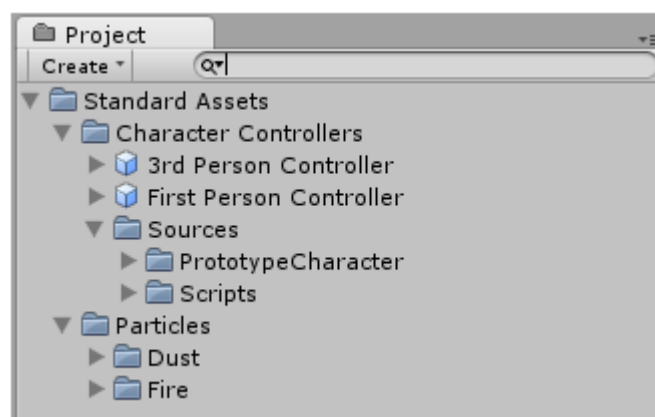 Project
Create
Standard Assets
Character Controllers
3rd Person Controller
First Person Controller
Sources
PrototypeCharacter
Scripts
Particles
Dust
Fire